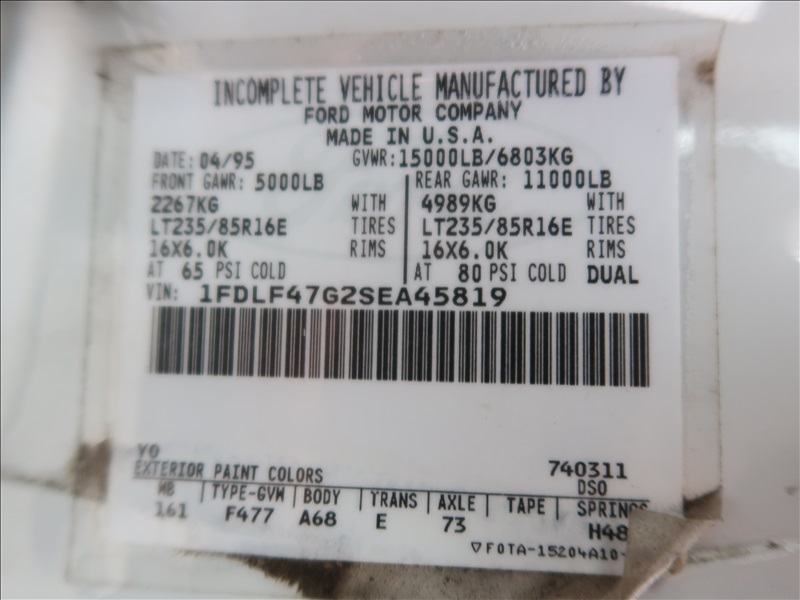 INCOMPLETE VEHICLE MANUFACTURED BY
FORD MOTOR COMPANY
MADE IN U.S.A.
DATE: 04/95 GVWR: 15000LB/6803KG
FRONT GAWR: 5000LB REAR GAWR: 11000LB
2267KG WITH 4989KG WITH
LT235/85R16E TIRES LT235/85R16E TIRES
16X6.0K RIMS 16X6.0K RIMS
AT 65 PSI COLD AT 80 PSI COLD DUAL
VIN: 1FDLF47G2SEA45819
YO
EXTERIOR PAINT COLORS 740311
DSO
WB TYPE-GVW BODY TRANS AXLE TAPE SPRINGS
161 F477 A68 E 73 H48
▽F0TA-15204A10-